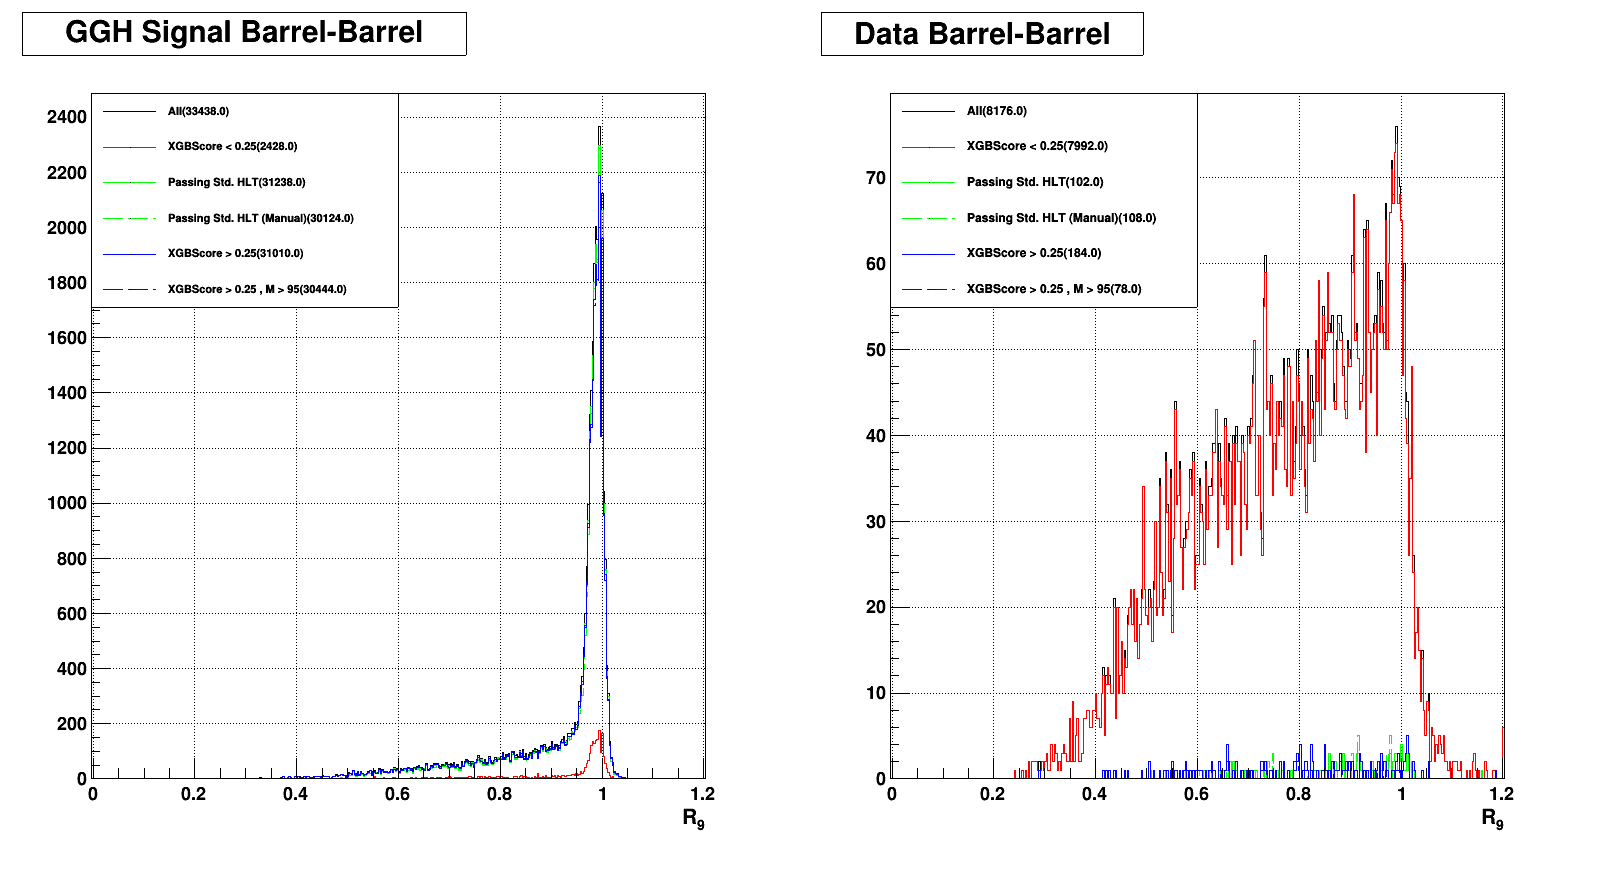 GGH Signal Barrel-Barrel
All(33438.0)
XGBScore < 0.25(2428.0)
Passing Std. HLT(31238.0)
Passing Std. HLT (Manual)(30124.0)
XGBScore > 0.25(31010.0)
XGBScore > 0.25 , M > 95(30444.0)
2400
2200
2000
1800
1600
1400
1200
1000
800
600
400
200
0
0 0.2 0.4 0.6 0.8 1 1.2
R9
Data Barrel-Barrel
All(8176.0)
XGBScore < 0.25(7992.0)
Passing Std. HLT(102.0)
Passing Std. HLT (Manual)(108.0)
XGBScore > 0.25(184.0)
XGBScore > 0.25 , M > 95(78.0)
70
60
50
40
30
20
10
0
0 0.2 0.4 0.6 0.8 1 1.2
R9